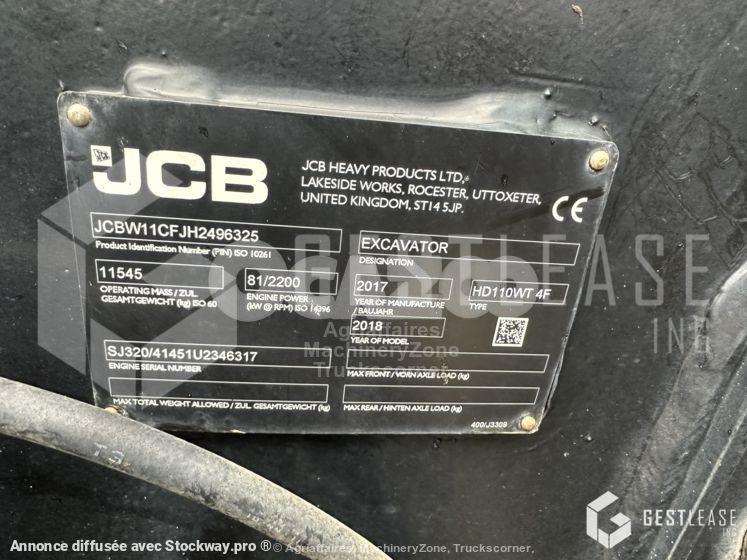 JCB
JCB HEAVY PRODUCTS LTD,
LAKESIDE WORKS, ROCESTER, UTTOXETER,
UNITED KINGDOM, ST14 5JP.
CE
JCBW11CFJH2496325
Product Identification Number (PIN) ISO 10261
EXCAVATOR
DESIGNATION
11545
OPERATING MASS / ZUL.
GESAMTGEWICHT (kg) ISO 60
81/2200
ENGINE POWER
(kW @ RPM) ISO 14396
2017
YEAR OF MANUFACTURE
/ BAUJAHR
HD110WT 4F
TYPE
2018
YEAR OF MODEL
SJ320/41451U2346317
ENGINE SERIAL NUMBER
MAX FRONT / VORN AXLE LOAD (kg)
MAX TOTAL WEIGHT ALLOWED / ZUL. GESAMTGEWICHT (kg)
MAX REAR / HINTEN AXLE LOAD (kg)
400/J3309
GESTLEASE
INC
Agriaffaires
MachineryZone
Truckscorner
GESTLEASE
INC
Annonce diffusée avec Stockway.pro ® © Agriaffaires, MachineryZone, Truckscorner.